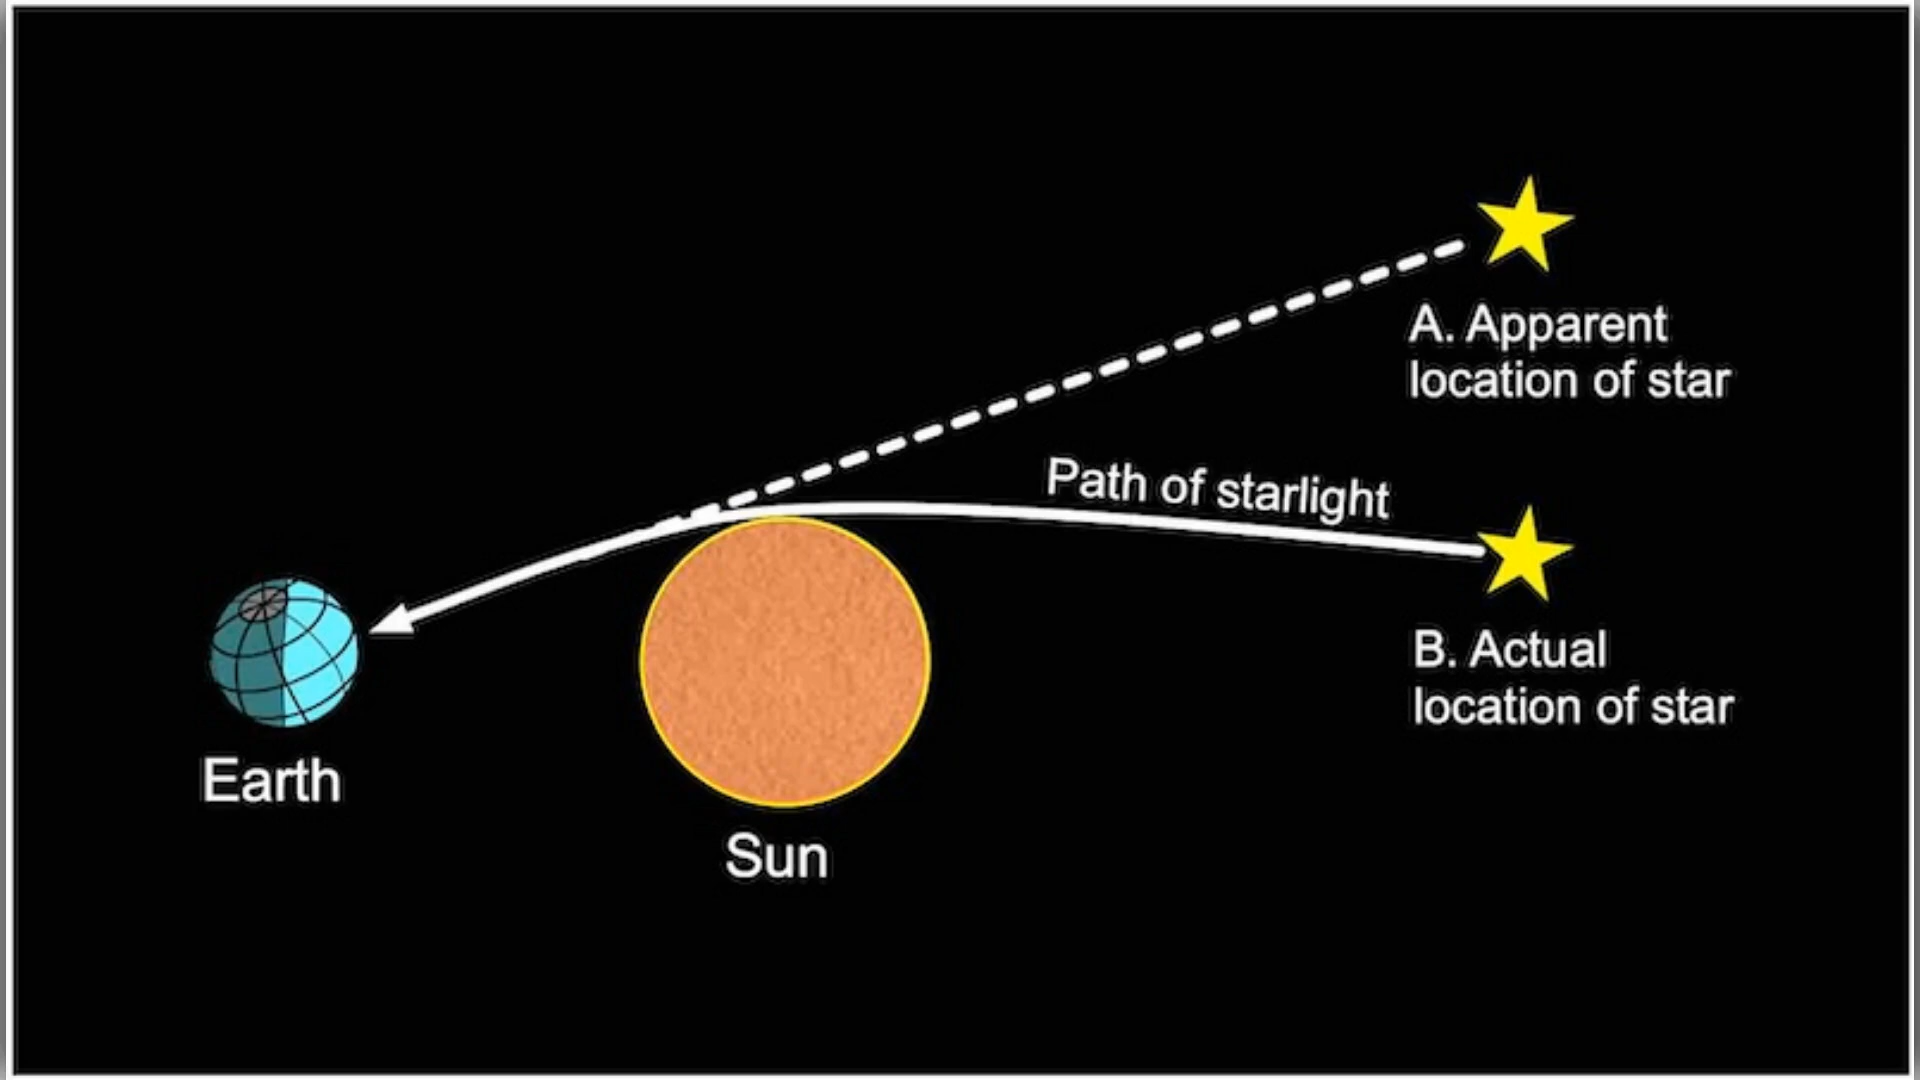 A. Apparent
location of star
Path of starlight
B. Actual
location of star
Earth
Sun